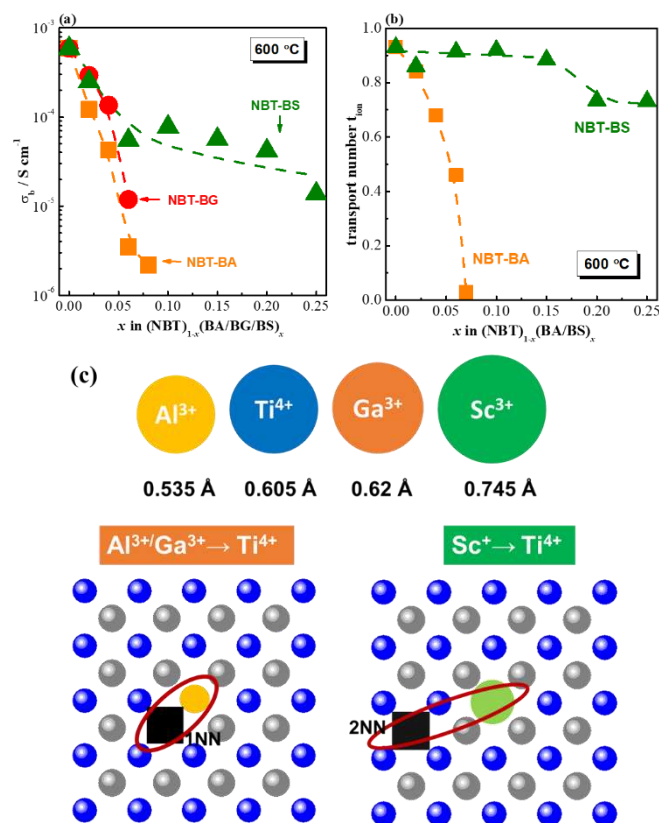 (a)
600 °C
NBT-BS
NBT-BG
NBT-BA
σb / S cm⁻¹
10⁻³
10⁻⁴
10⁻⁵
10⁻⁶
0.00 0.05 0.10 0.15 0.20 0.25
x in (NBT)1-x(BA/BG/BS)x
(b)
NBT-BS
NBT-BA
600 °C
transport number tion
1.0
0.8
0.6
0.4
0.2
0.0
0.00 0.05 0.10 0.15 0.20 0.25
x in (NBT)1-x(BA/BS)x
(c)
Al³⁺ Ti⁴⁺ Ga³⁺ Sc³⁺
0.535 Å 0.605 Å 0.62 Å 0.745 Å
Al³⁺/Ga³⁺→ Ti⁴⁺
Sc⁺→ Ti⁴⁺
1NN
2NN